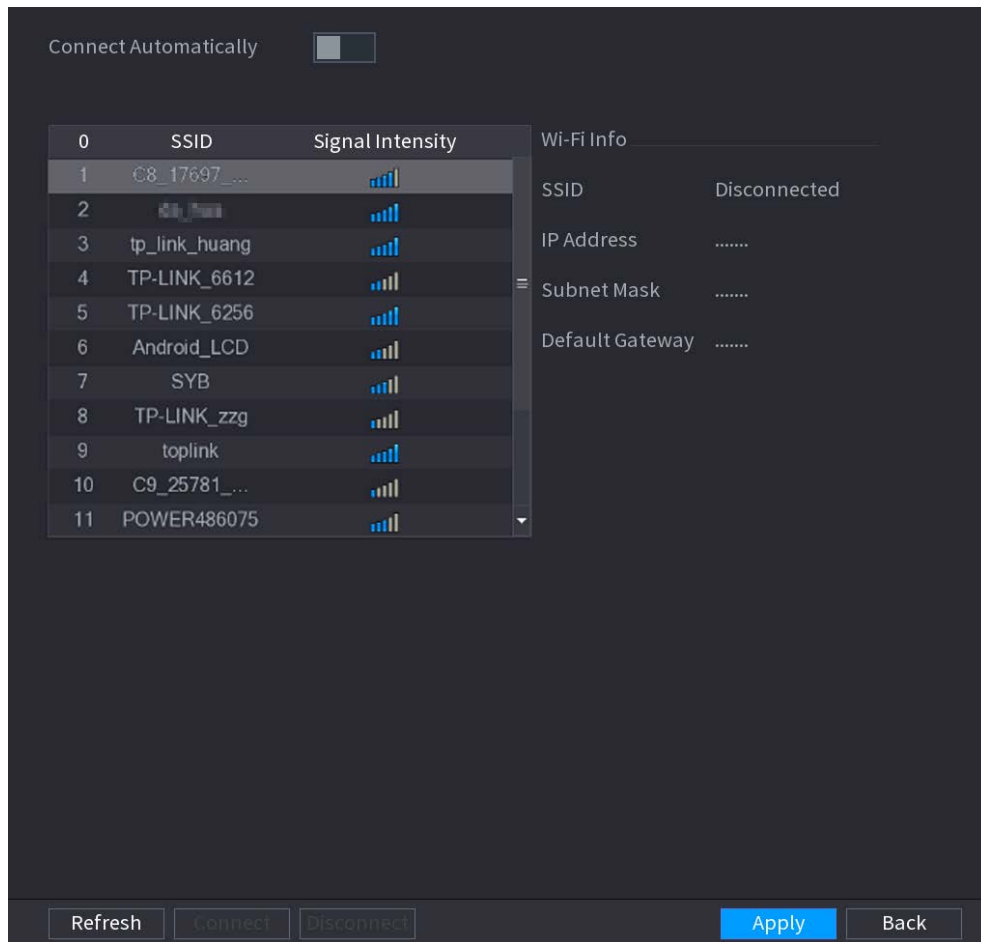 Connect Automatically
0 SSID Signal Intensity
1 C8_17697_...
2
3 tp_link_huang
4 TP-LINK_6612
5 TP-LINK_6256
6 Android_LCD
7 SYB
8 TP-LINK_zzg
9 toplink
10 C9_25781_...
11 POWER486075
Wi-Fi Info
SSID Disconnected
IP Address .......
Subnet Mask .......
Default Gateway .......
Refresh Connect Disconnect Apply Back